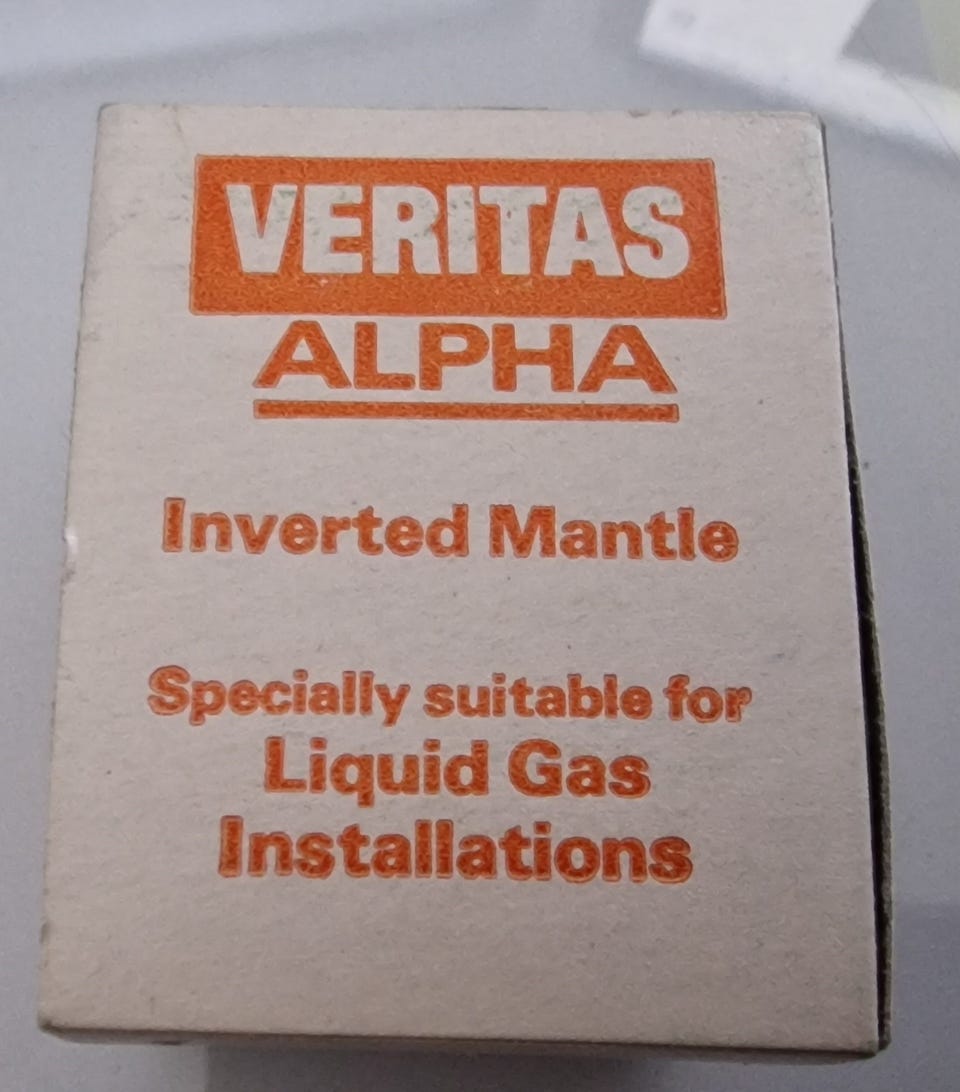 VERITAS
ALPHA
Inverted Mantle
Specially suitable for
Liquid Gas
Installations